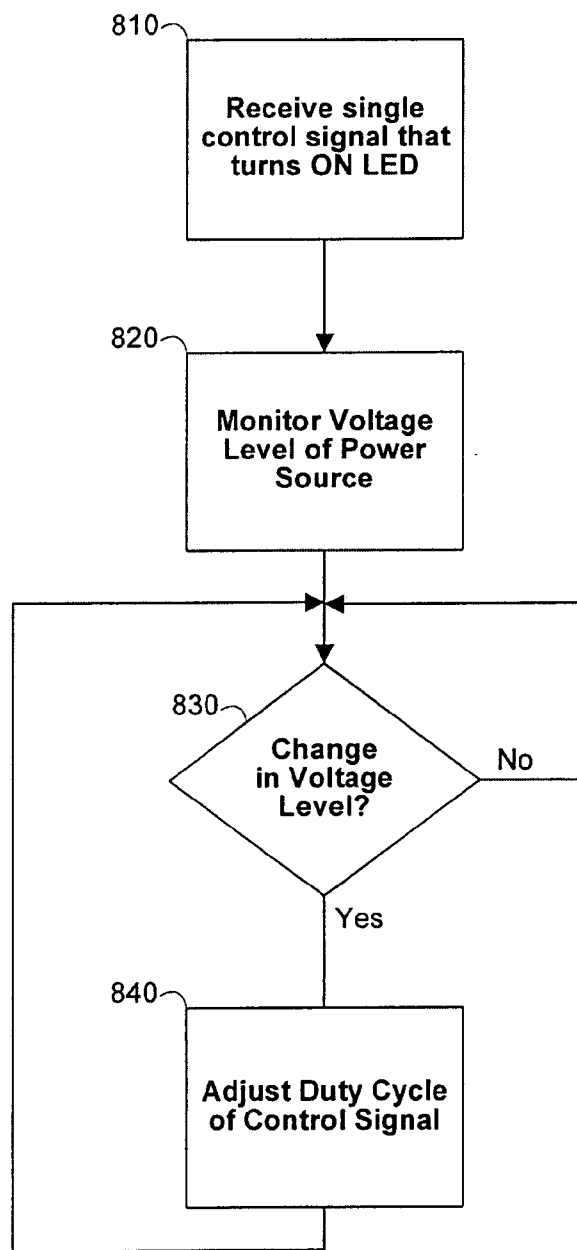 810
Receive single
control signal that
turns ON LED
820
Monitor Voltage
Level of Power
Source
830
Change
in Voltage
Level?
No
Yes
840
Adjust Duty Cycle
of Control Signal